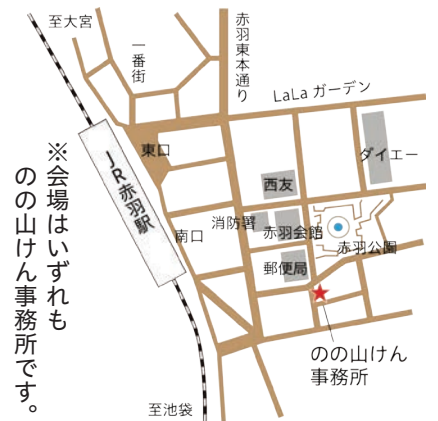 至大宮
一番街
赤羽東本通り
LaLa ガーデン
ダイエー
東口
JR赤羽駅
西友
消防署
赤羽会館
南口
赤羽公園
郵便局
のの山けん
事務所
至池袋
※会場はいずれも
のの山けん事務所です。